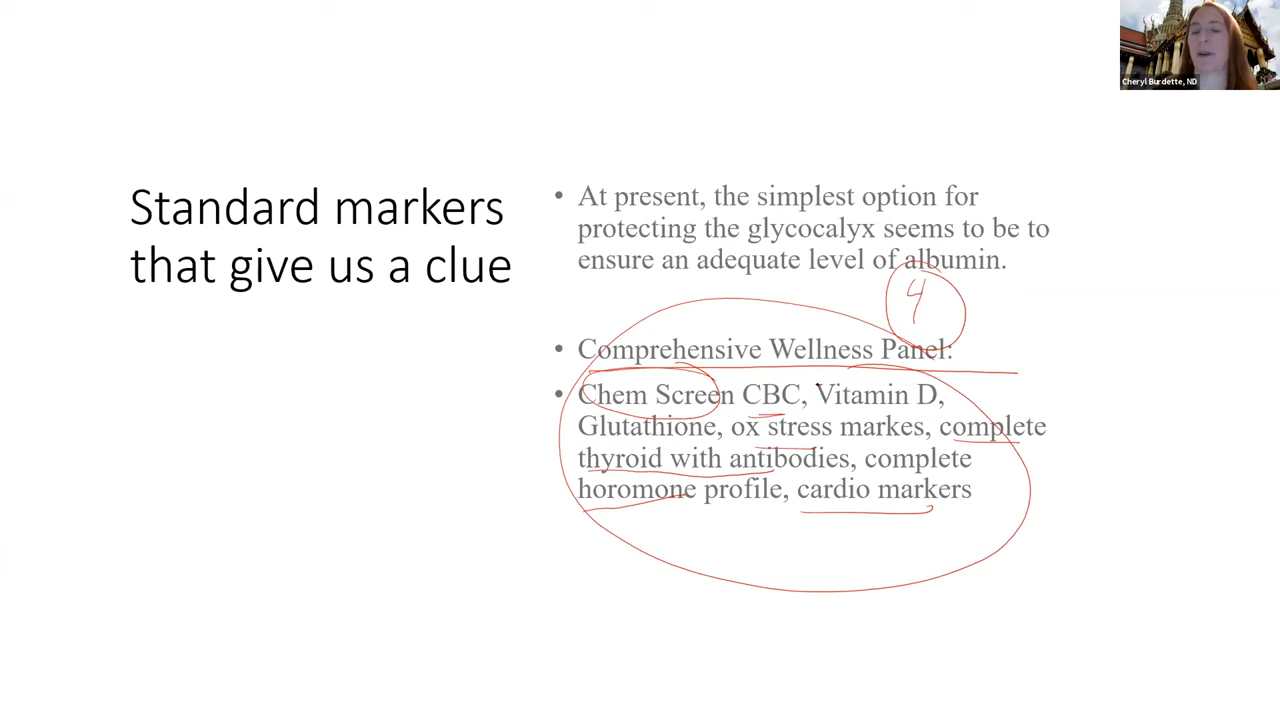 Cheryl Burdette, ND
Standard markers
that give us a clue
• At present, the simplest option for
protecting the glycocalyx seems to be to
ensure an adequate level of albumin.
4
• Comprehensive Wellness Panel:
• Chem Screen CBC, Vitamin D,
Glutathione, ox stress markes, complete
thyroid with antibodies, complete
horomone profile, cardio markers